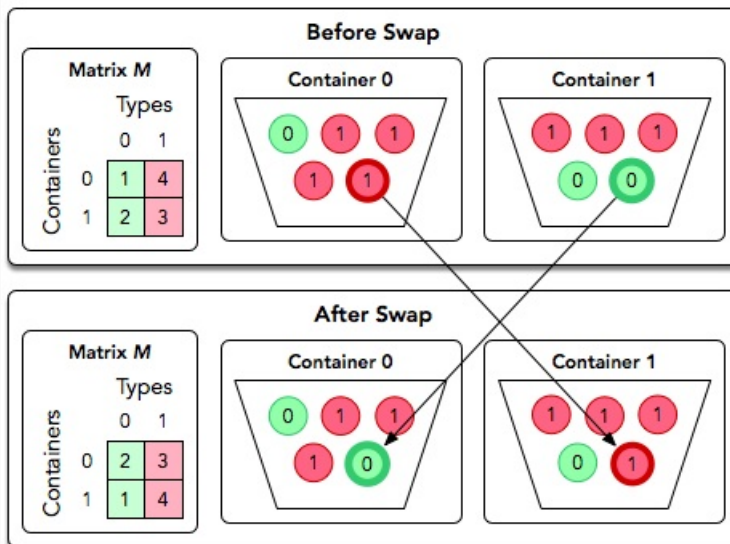 Before Swap
Matrix M
Types
0 1
Containers
0 1 4
1 2 3
Container 0
0 1 1
1 1
Container 1
1 1 1
0 0
After Swap
Matrix M
Types
0 1
Containers
0 2 3
1 1 4
Container 0
0 1 1
1 0
Container 1
1 1 1
0 1